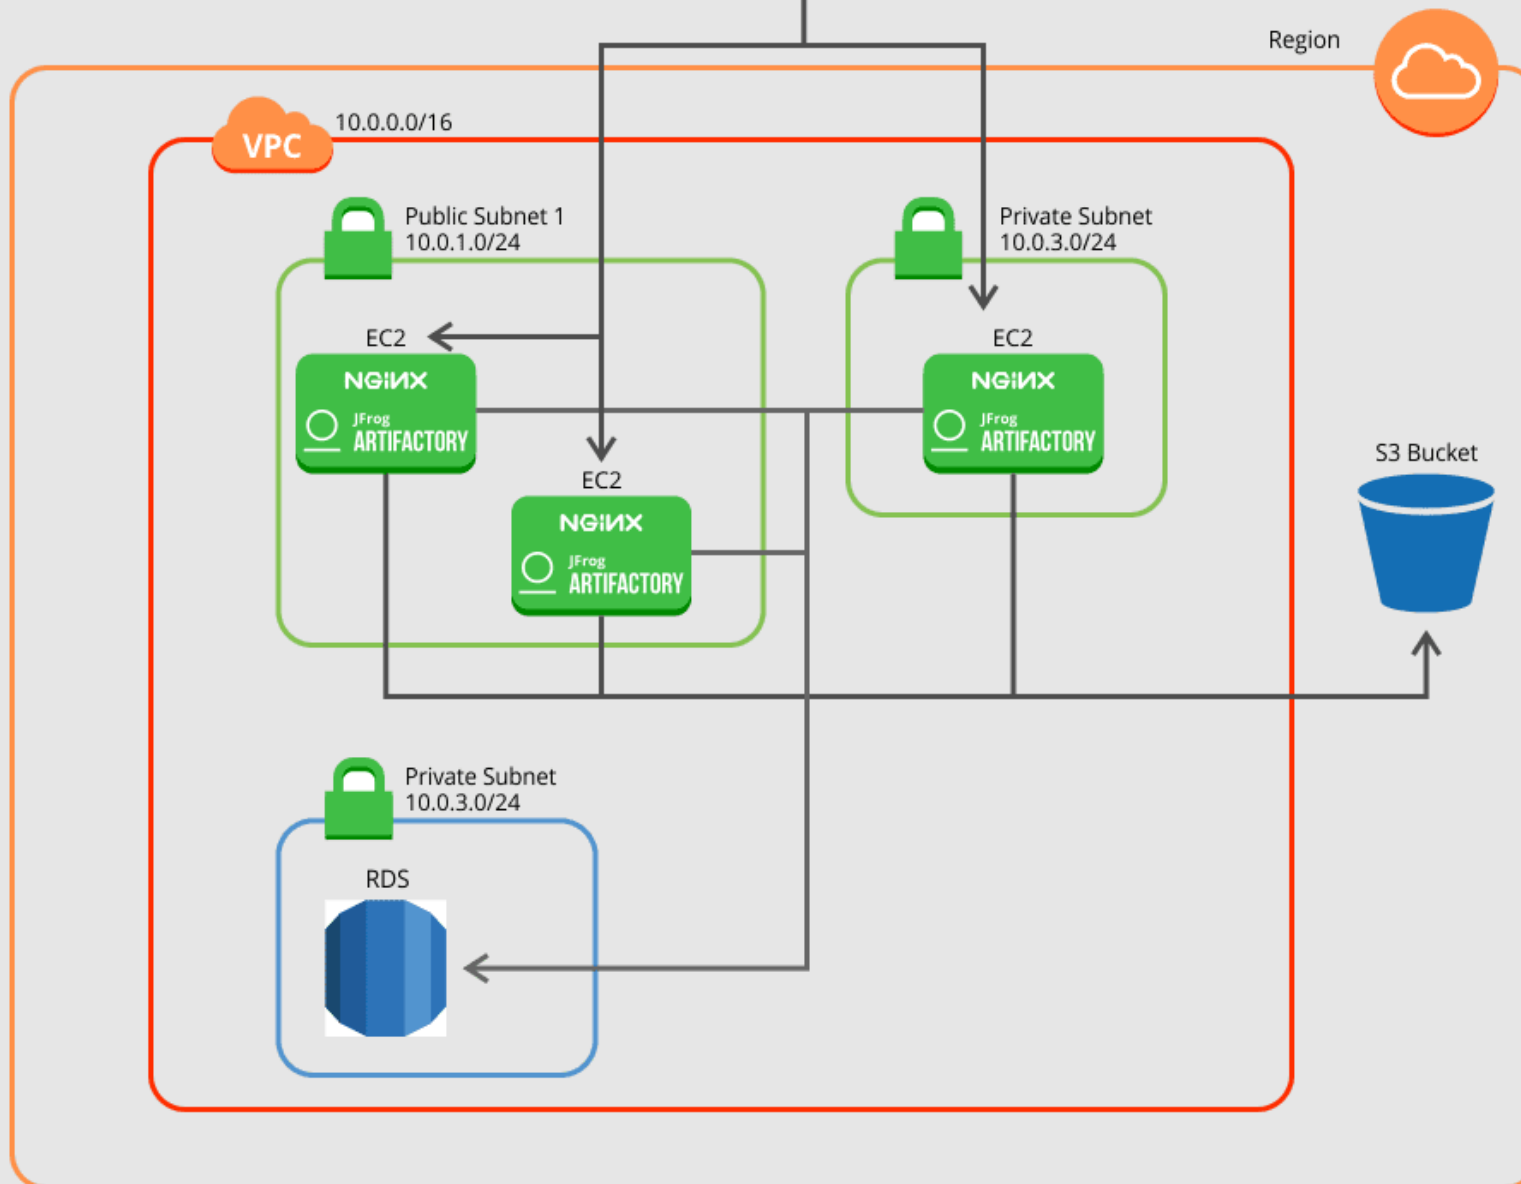 Region
VPC
10.0.0.0/16
Public Subnet 1
10.0.1.0/24
Private Subnet
10.0.3.0/24
EC2
NGINX
JFrog
ARTIFACTORY
EC2
NGINX
JFrog
ARTIFACTORY
EC2
NGINX
JFrog
ARTIFACTORY
S3 Bucket
Private Subnet
10.0.3.0/24
RDS